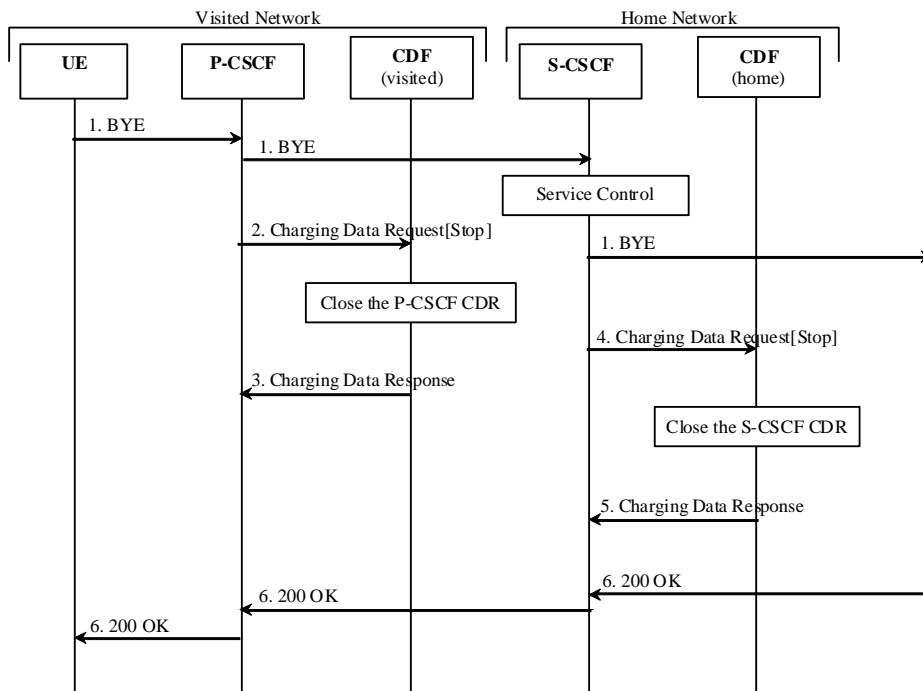 Visited Network
Home Network
UE
P-CSCF
CDF
(visited)
S-CSCF
CDF
(home)
1. BYE
1. BYE
Service Control
2. Charging Data Request[Stop]
1. BYE
Close the P-CSCF CDR
4. Charging Data Request[Stop]
3. Charging Data Response
Close the S-CSCF CDR
5. Charging Data Response
6. 200 OK
6. 200 OK
6. 200 OK